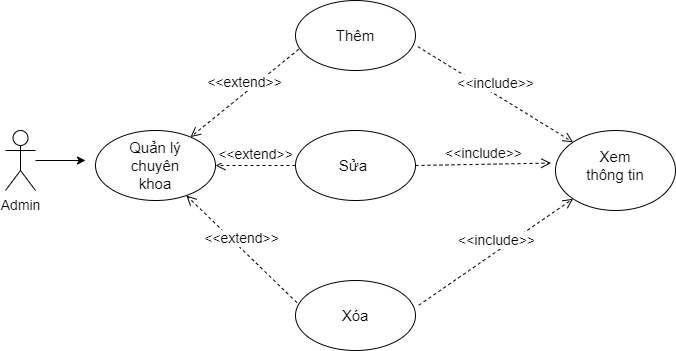 Thêm
<<extend>>
<<include>>
Quản lý
chuyên
khoa
<<extend>>
Sửa
<<include>>
Xem
thông tin
Admin
<<extend>>
<<include>>
Xóa